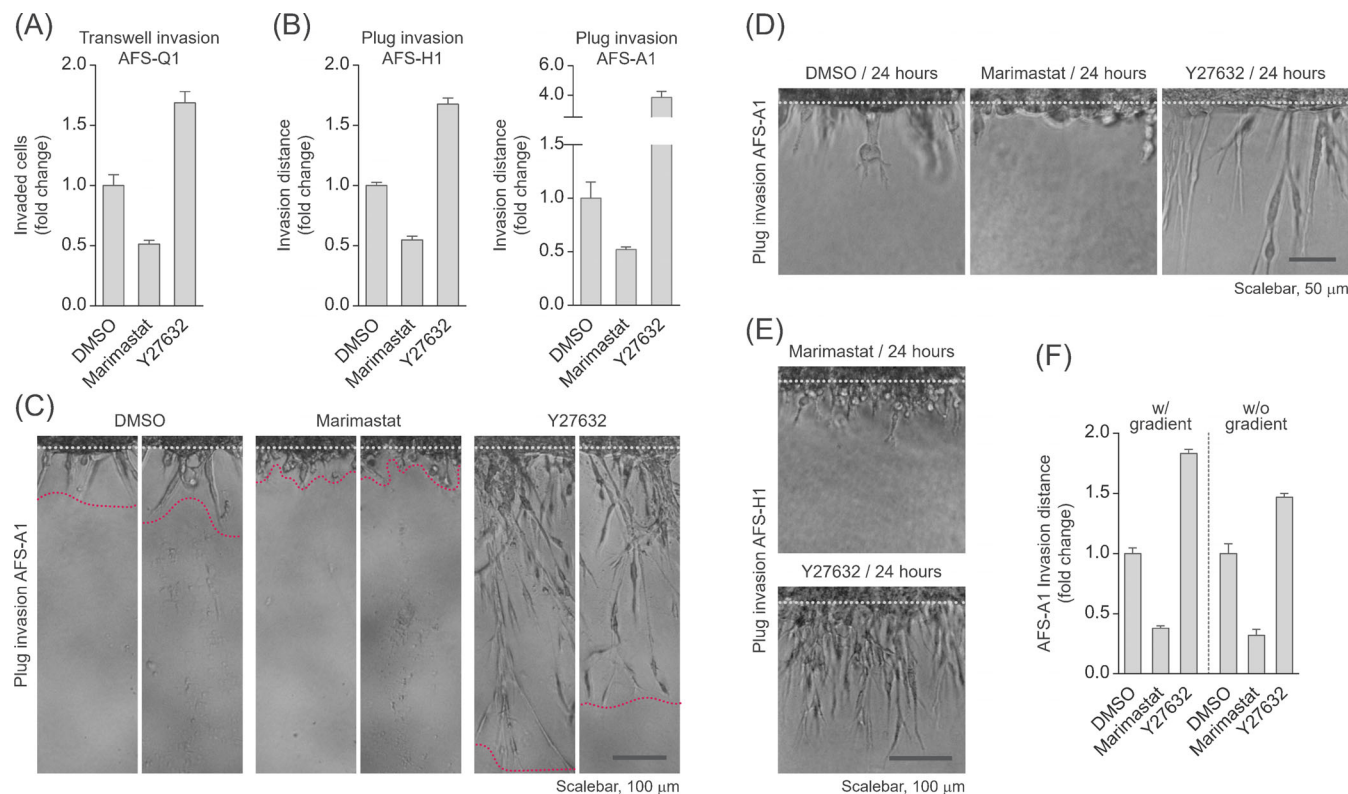 (A)
Transwell invasion
AFS-Q1
Invaded cells
(fold change)
2.0
1.5
1.0
0.5
0.0
DMSO
Marimastat
Y27632
(B)
Plug invasion
AFS-H1
Invasion distance
(fold change)
2.0
1.5
1.0
0.5
0.0
DMSO
Marimastat
Y27632
Plug invasion
AFS-A1
Invasion distance
(fold change)
6.0
4.0
1.5
1.0
0.5
0.0
DMSO
Marimastat
Y27632
(C)
DMSO
Marimastat
Y27632
Plug invasion AFS-A1
Scalebar, 100 μm
(D)
DMSO / 24 hours
Marimastat / 24 hours
Y27632 / 24 hours
Plug invasion AFS-A1
Scalebar, 50 μm
(E)
Marimastat / 24 hours
Y27632 / 24 hours
Plug invasion AFS-H1
Scalebar, 100 μm
(F)
w/
gradient
w/o
gradient
AFS-A1 Invasion distance
(fold change)
2.0
1.5
1.0
0.5
0.0
DMSO
Marimastat
Y27632
DMSO
Marimastat
Y27632